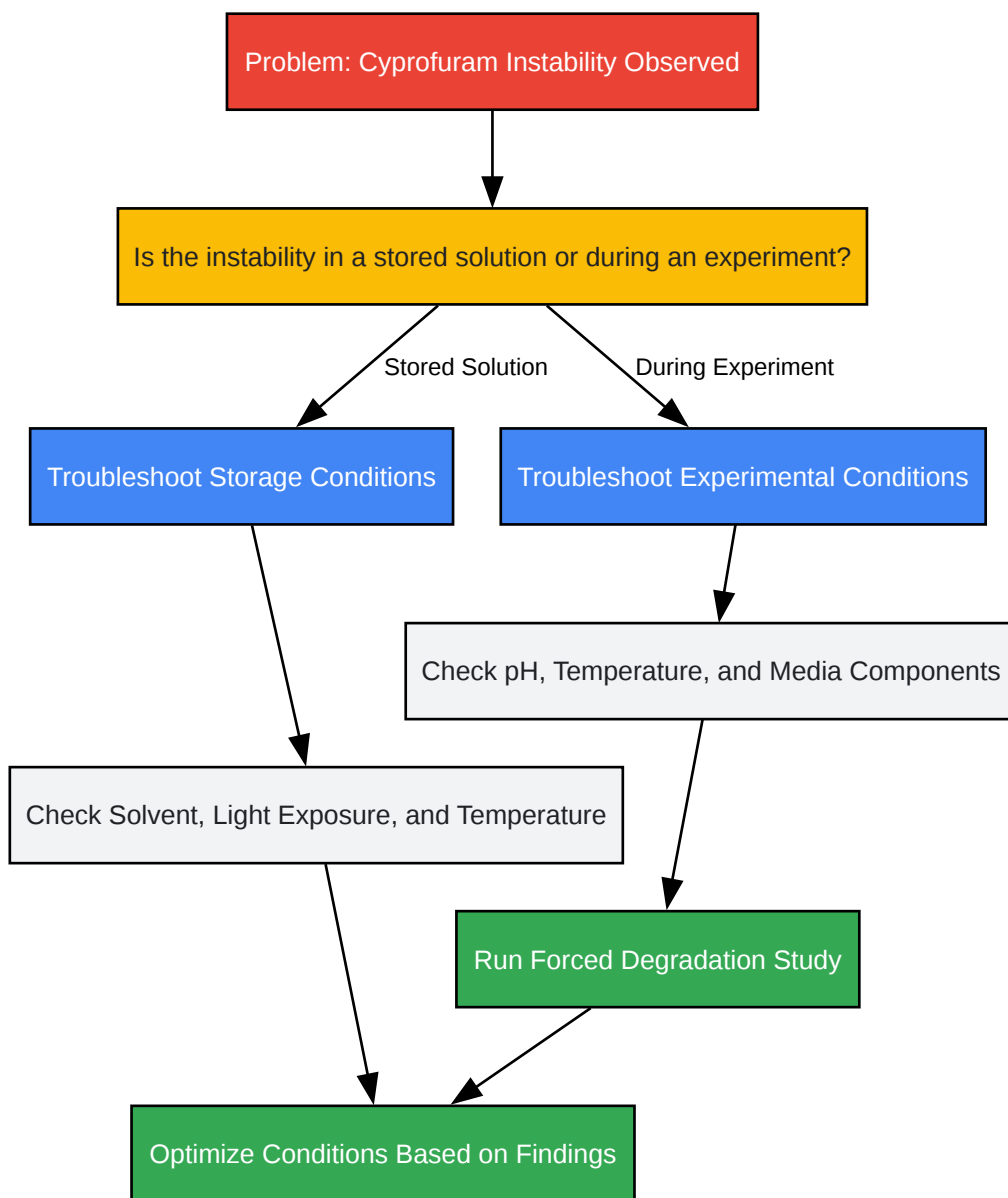 Problem: Cyprofuram Instability Observed
Is the instability in a stored solution or during an experiment?
Stored Solution
During Experiment
Troubleshoot Storage Conditions
Troubleshoot Experimental Conditions
Check pH, Temperature, and Media Components
Check Solvent, Light Exposure, and Temperature
Run Forced Degradation Study
Optimize Conditions Based on Findings